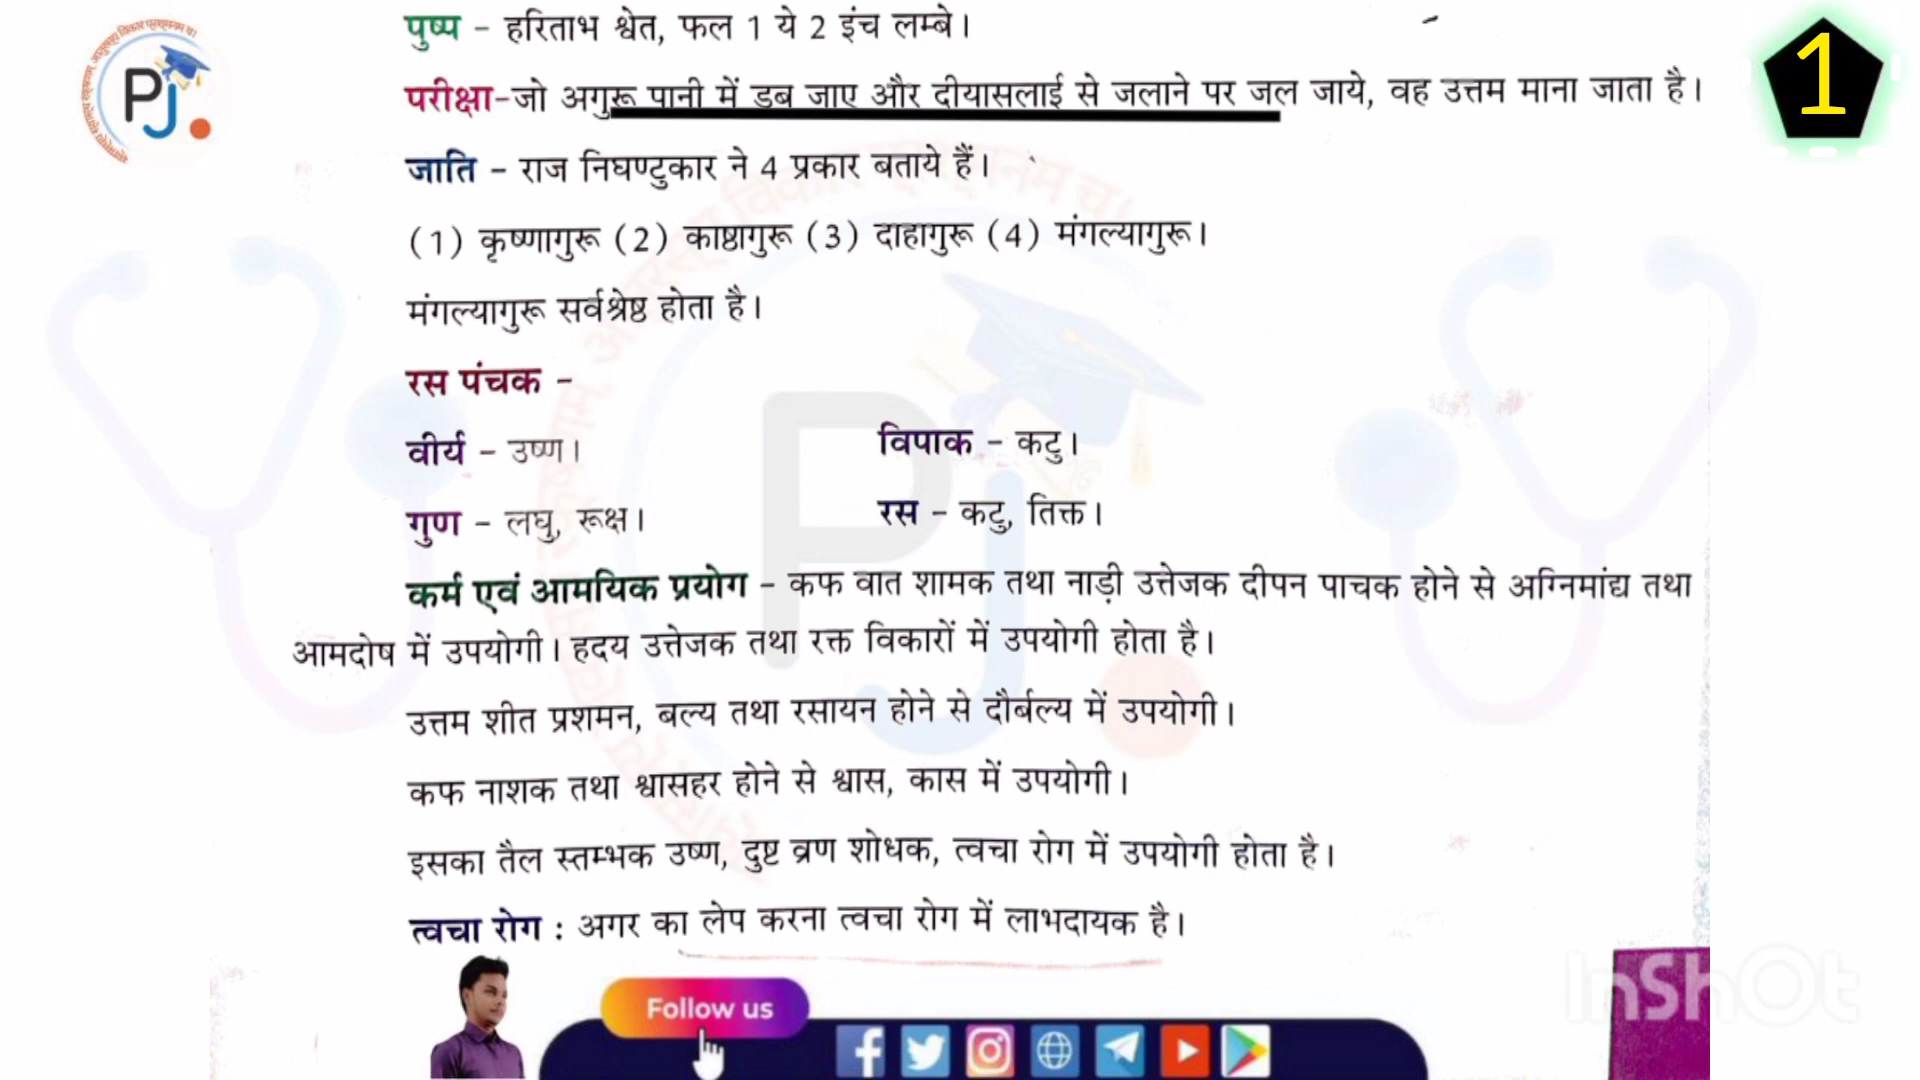 पुष्प - हरिताभ श्वेत, फल 1 ये 2 इंच लम्बे।
1
परीक्षा-जो अगुरू पानी में डब जाए और दीयासलाई से जलाने पर जल जाये, वह उत्तम माना जाता है।
PJ.
जाति - राज निघण्टुकार ने 4 प्रकार बताये हैं।
(1) कृष्णागुरू (2) काष्ठागुरू (3) दाहागुरू (4) मंगल्यागुरू।
मंगल्यागुरू सर्वश्रेष्ठ होता है।
रस पंचक -
वीर्य - उष्ण। विपाक - कटु।
गुण - लघु, रूक्ष। रस - कटु, तिक्त।
कर्म एवं आमयिक प्रयोग - कफ वात शामक तथा नाड़ी उत्तेजक दीपन पाचक होने से अग्निमांद्य तथा
आमदोष में उपयोगी। हदय उत्तेजक तथा रक्त विकारों में उपयोगी होता है।
उत्तम शीत प्रशमन, बल्य तथा रसायन होने से दौर्बल्य में उपयोगी।
कफ नाशक तथा श्वासहर होने से श्वास, कास में उपयोगी।
इसका तैल स्तम्भक उष्ण, दुष्ट व्रण शोधक, त्वचा रोग में उपयोगी होता है।
त्वचा रोग : अगर का लेप करना त्वचा रोग में लाभदायक है।
Follow us
InShOt